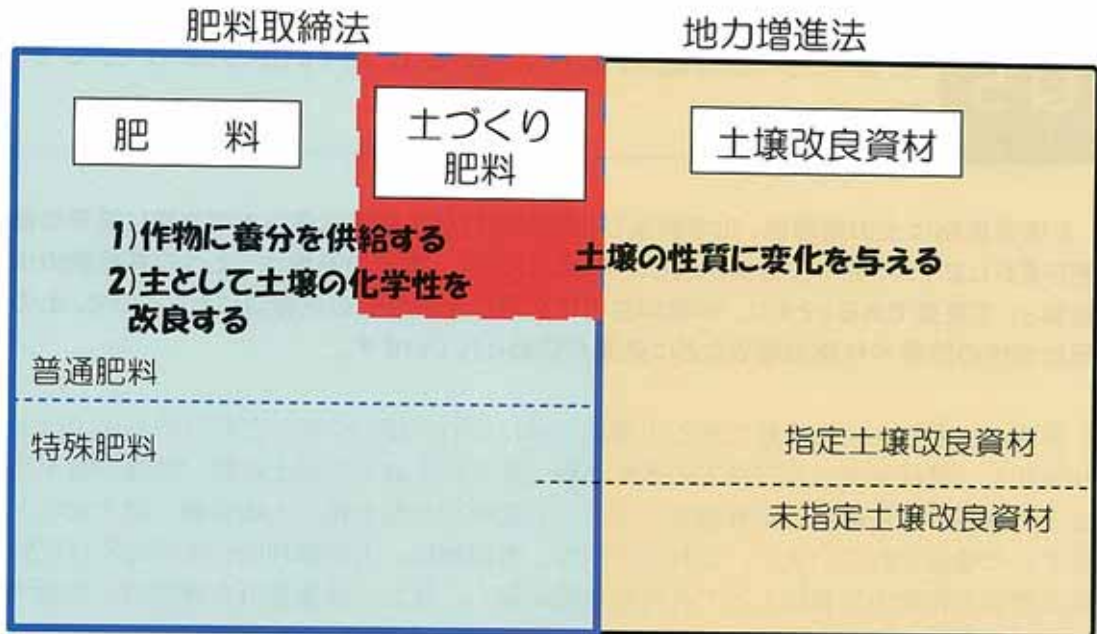 肥料取締法
地力増進法
肥　料
土づくり
肥料
土壌改良資材
1)作物に養分を供給する
2)主として土壌の化学性を
改良する
土壌の性質に変化を与える
普通肥料
特殊肥料
指定土壌改良資材
未指定土壌改良資材